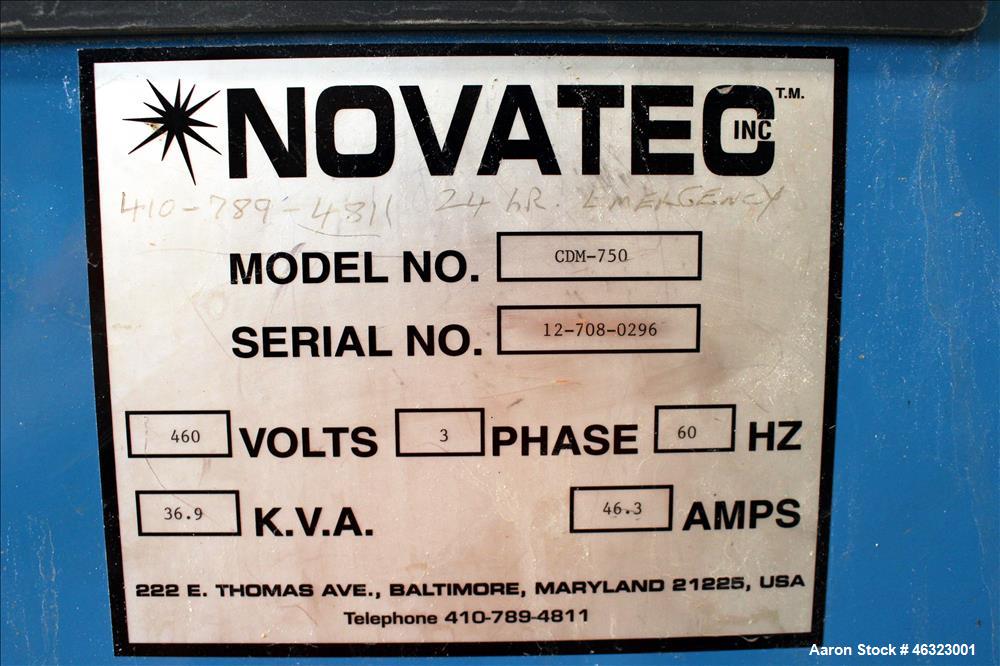 NOVATEC INC T.M.
410-789-4811 24 hR. EMERGENCY
MODEL NO. CDM-750
SERIAL NO. 12-708-0296
460 VOLTS 3 PHASE 60 HZ
36.9 K.V.A. 46.3 AMPS
222 E. THOMAS AVE., BALTIMORE, MARYLAND 21225, USA
Telephone 410-789-4811
Aaron Stock # 46323001